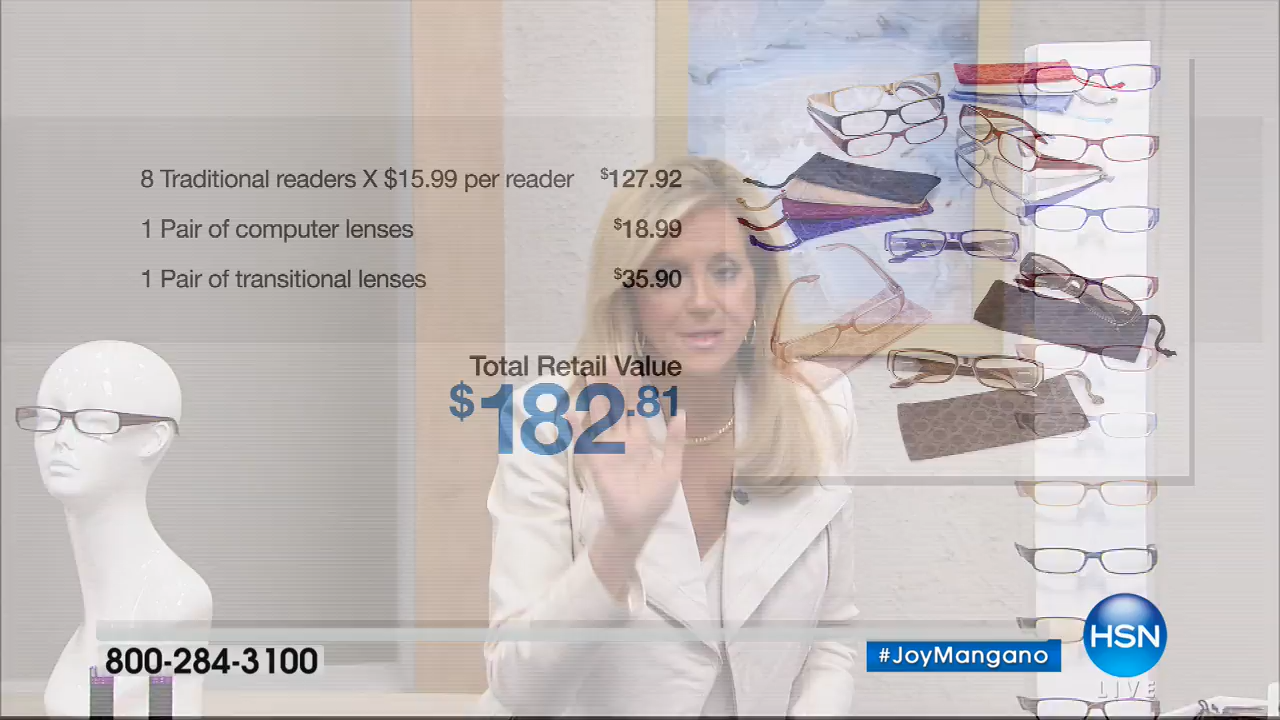 8 Traditional readers X $15.99 per reader $127.92
1 Pair of computer lenses $18.99
1 Pair of transitional lenses $35.90
Total Retail Value
$182.81
800-284-3100
#JoyMangano
HSN
LIVE